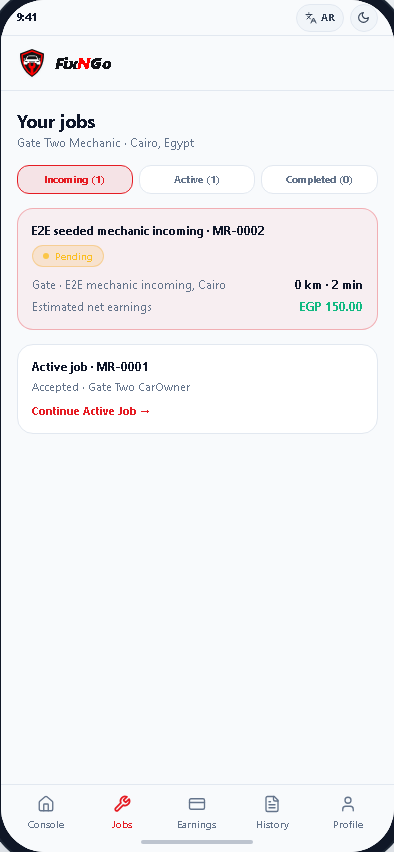 9:41
AR
FixNGo
Your jobs
Gate Two Mechanic · Cairo, Egypt
Incoming (1)
Active (1)
Completed (0)
E2E seeded mechanic incoming · MR-0002
Pending
Gate · E2E mechanic incoming, Cairo
0 km · 2 min
Estimated net earnings
EGP 150.00
Active job · MR-0001
Accepted · Gate Two CarOwner
Continue Active Job →
Console
Jobs
Earnings
History
Profile